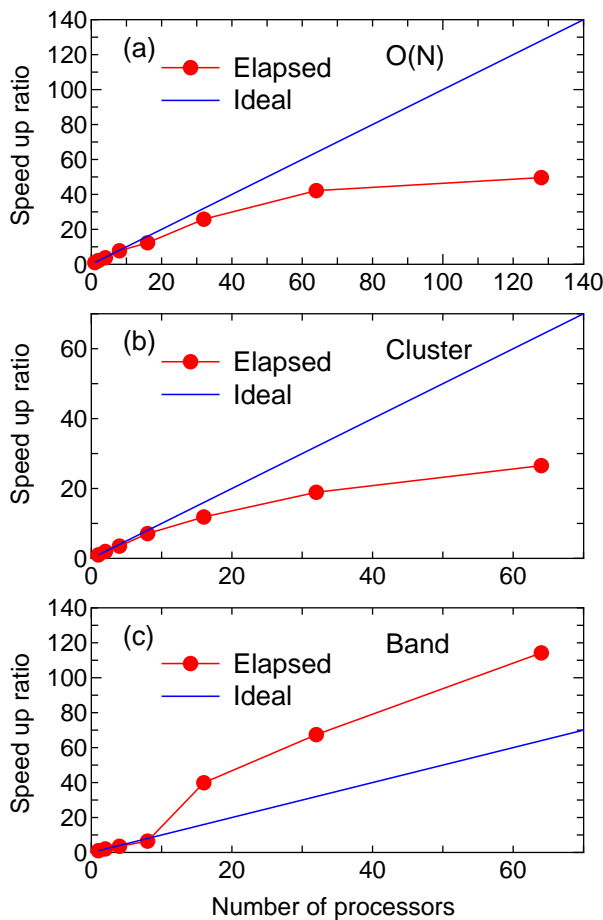 140
(a)
O(N)
120
Elapsed
100
Ideal
80
60
40
20
0
Speed up ratio
0 20 40 60 80 100 120 140
(b)
Cluster
60
Elapsed
Ideal
40
20
0
Speed up ratio
0 20 40 60
140
(c)
Band
120
Elapsed
100
Ideal
80
60
40
20
0
Speed up ratio
0 20 40 60
Number of processors